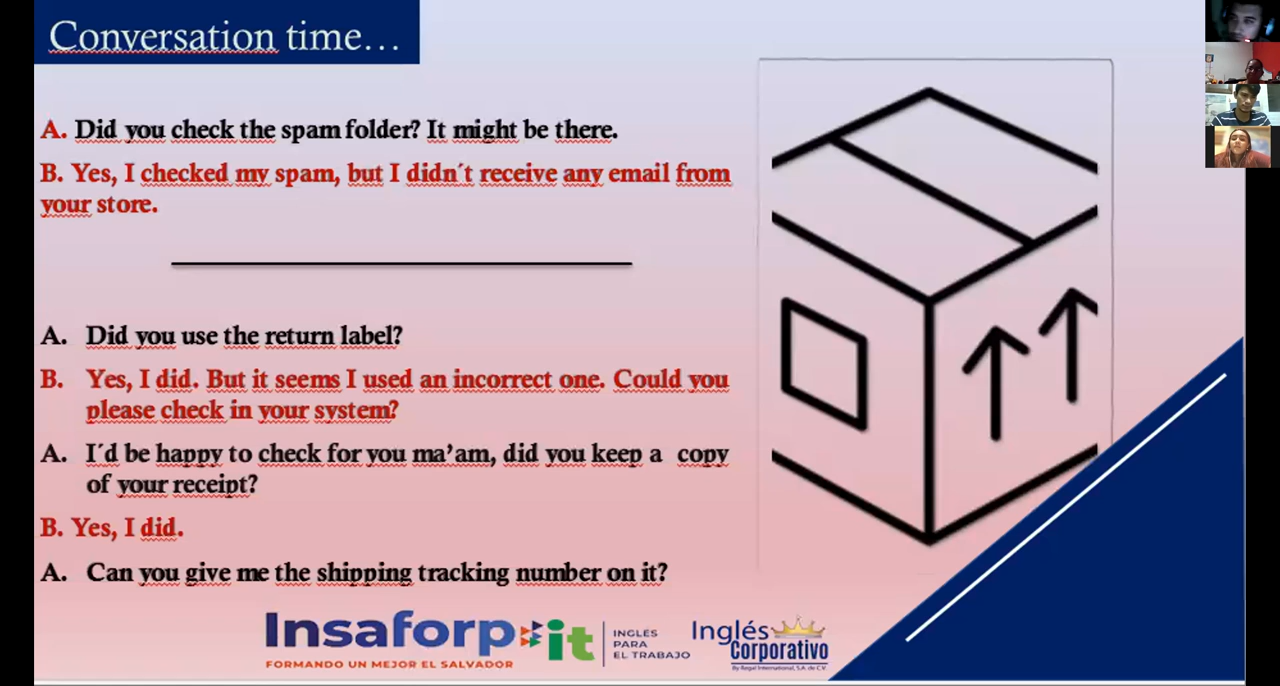 Conversation time...
A. Did you check the spam folder? It might be there.
B. Yes, I checked my spam, but I didn´t receive any email from
your store.
A. Did you use the return label?
B. Yes, I did. But it seems I used an incorrect one. Could you
please check in your system?
A. I´d be happy to check for you ma’am, did you keep a copy
of your receipt?
B. Yes, I did.
A. Can you give me the shipping tracking number on it?
Insaforp it
FORMANDO UN MEJOR EL SALVADOR
INGLÉS
PARA
EL TRABAJO
Inglés
Corporativo
By Regal International, S.A. de C.V.